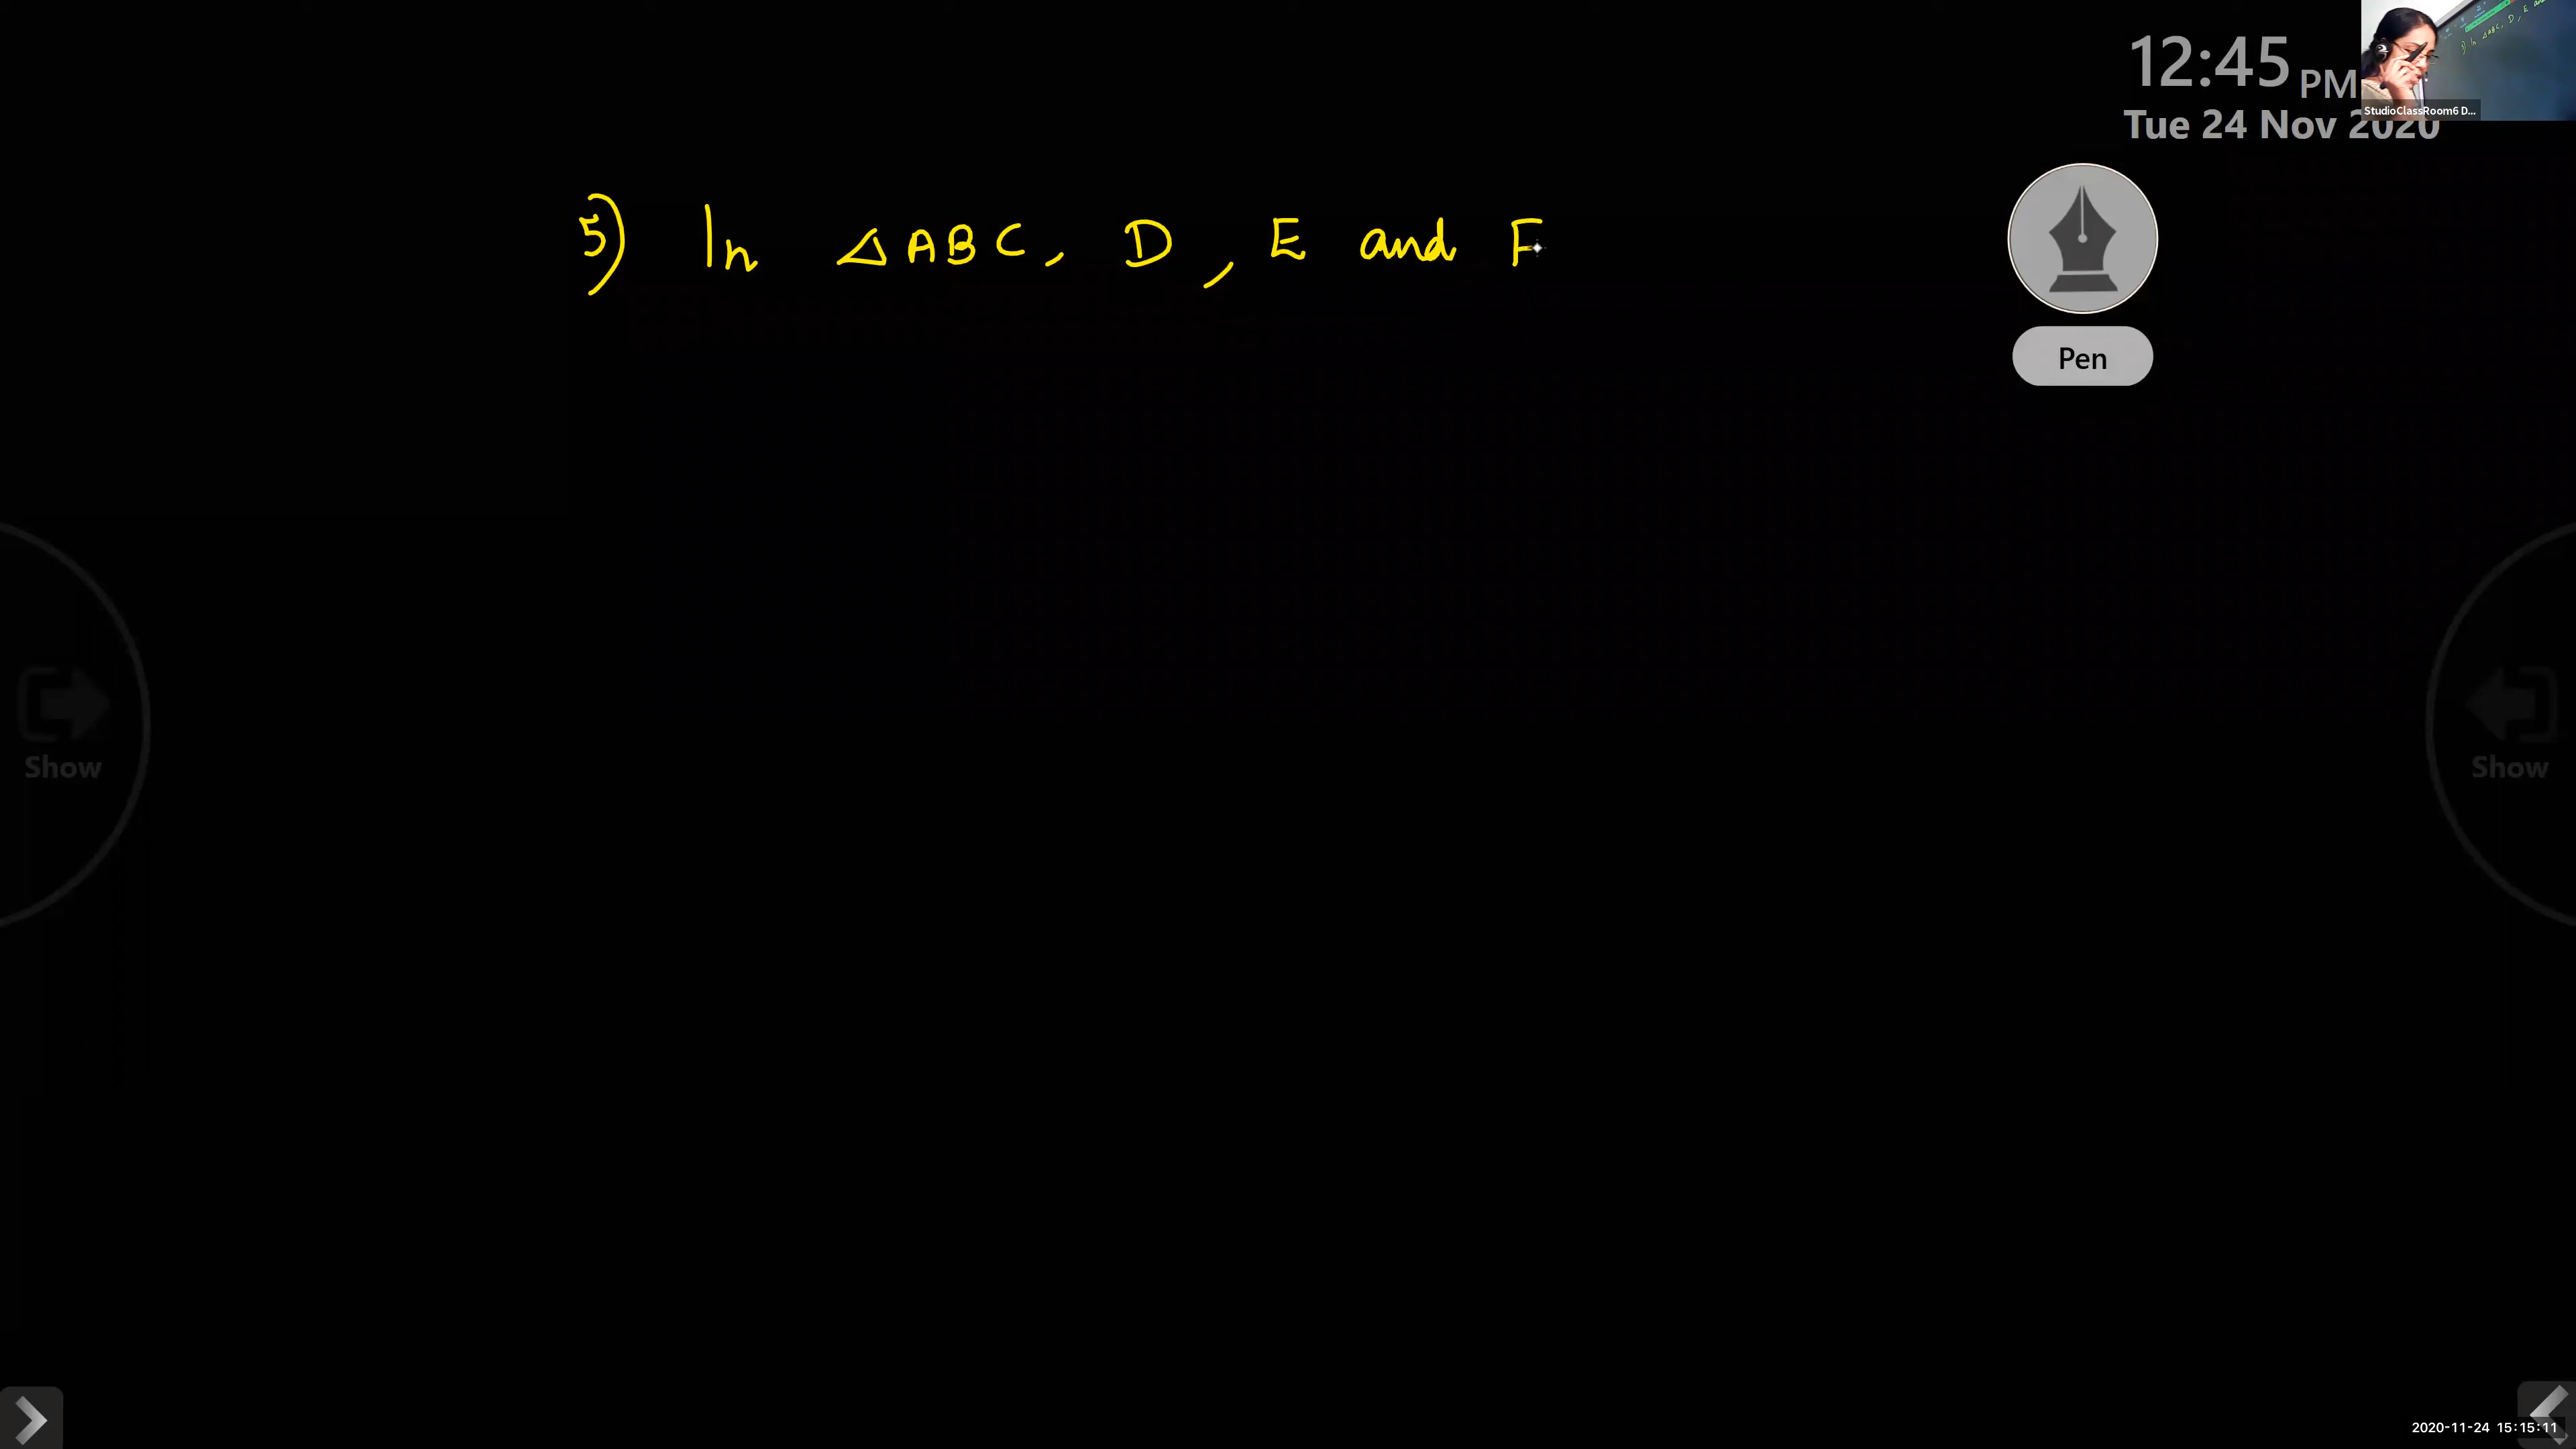 12:45 PM
Tue 24 Nov 2020
StudioClassRoom6 D...
5) In △ABC, D, E and F
Pen
Show
Show
2020-11-24 15:15:11